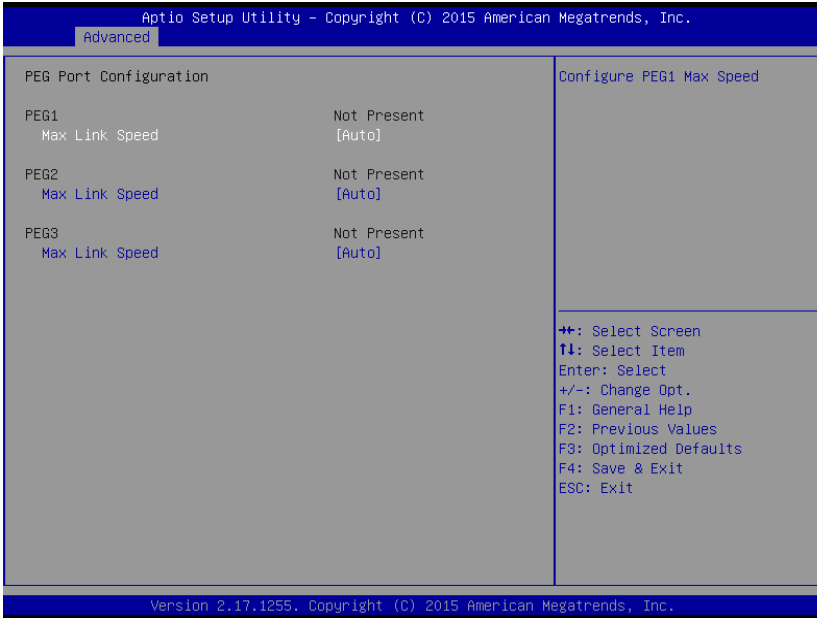 Aptio Setup Utility – Copyright (C) 2015 American Megatrends, Inc.
Advanced
PEG Port Configuration
PEG1 Not Present
Max Link Speed [Auto]
PEG2 Not Present
Max Link Speed [Auto]
PEG3 Not Present
Max Link Speed [Auto]
Configure PEG1 Max Speed
→←: Select Screen
↑↓: Select Item
Enter: Select
+/-: Change Opt.
F1: General Help
F2: Previous Values
F3: Optimized Defaults
F4: Save & Exit
ESC: Exit
Version 2.17.1255. Copyright (C) 2015 American Megatrends, Inc.